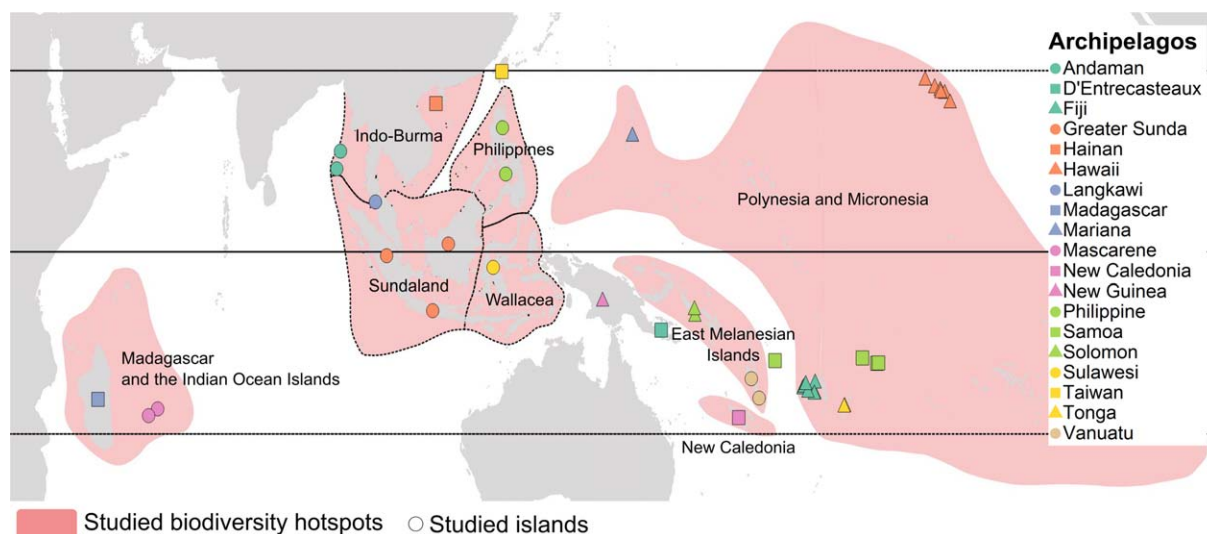 Archipelagos
Andaman
D'Entrecasteaux
Fiji
Greater Sunda
Hainan
Hawaii
Langkawi
Madagascar
Mariana
Mascarene
New Caledonia
New Guinea
Philippine
Samoa
Solomon
Sulawesi
Taiwan
Tonga
Vanuatu
Indo-Burma
Philippines
Polynesia and Micronesia
Sundaland
Wallacea
East Melanesian
Islands
Madagascar
and the Indian Ocean Islands
New Caledonia
Studied biodiversity hotspots
Studied islands